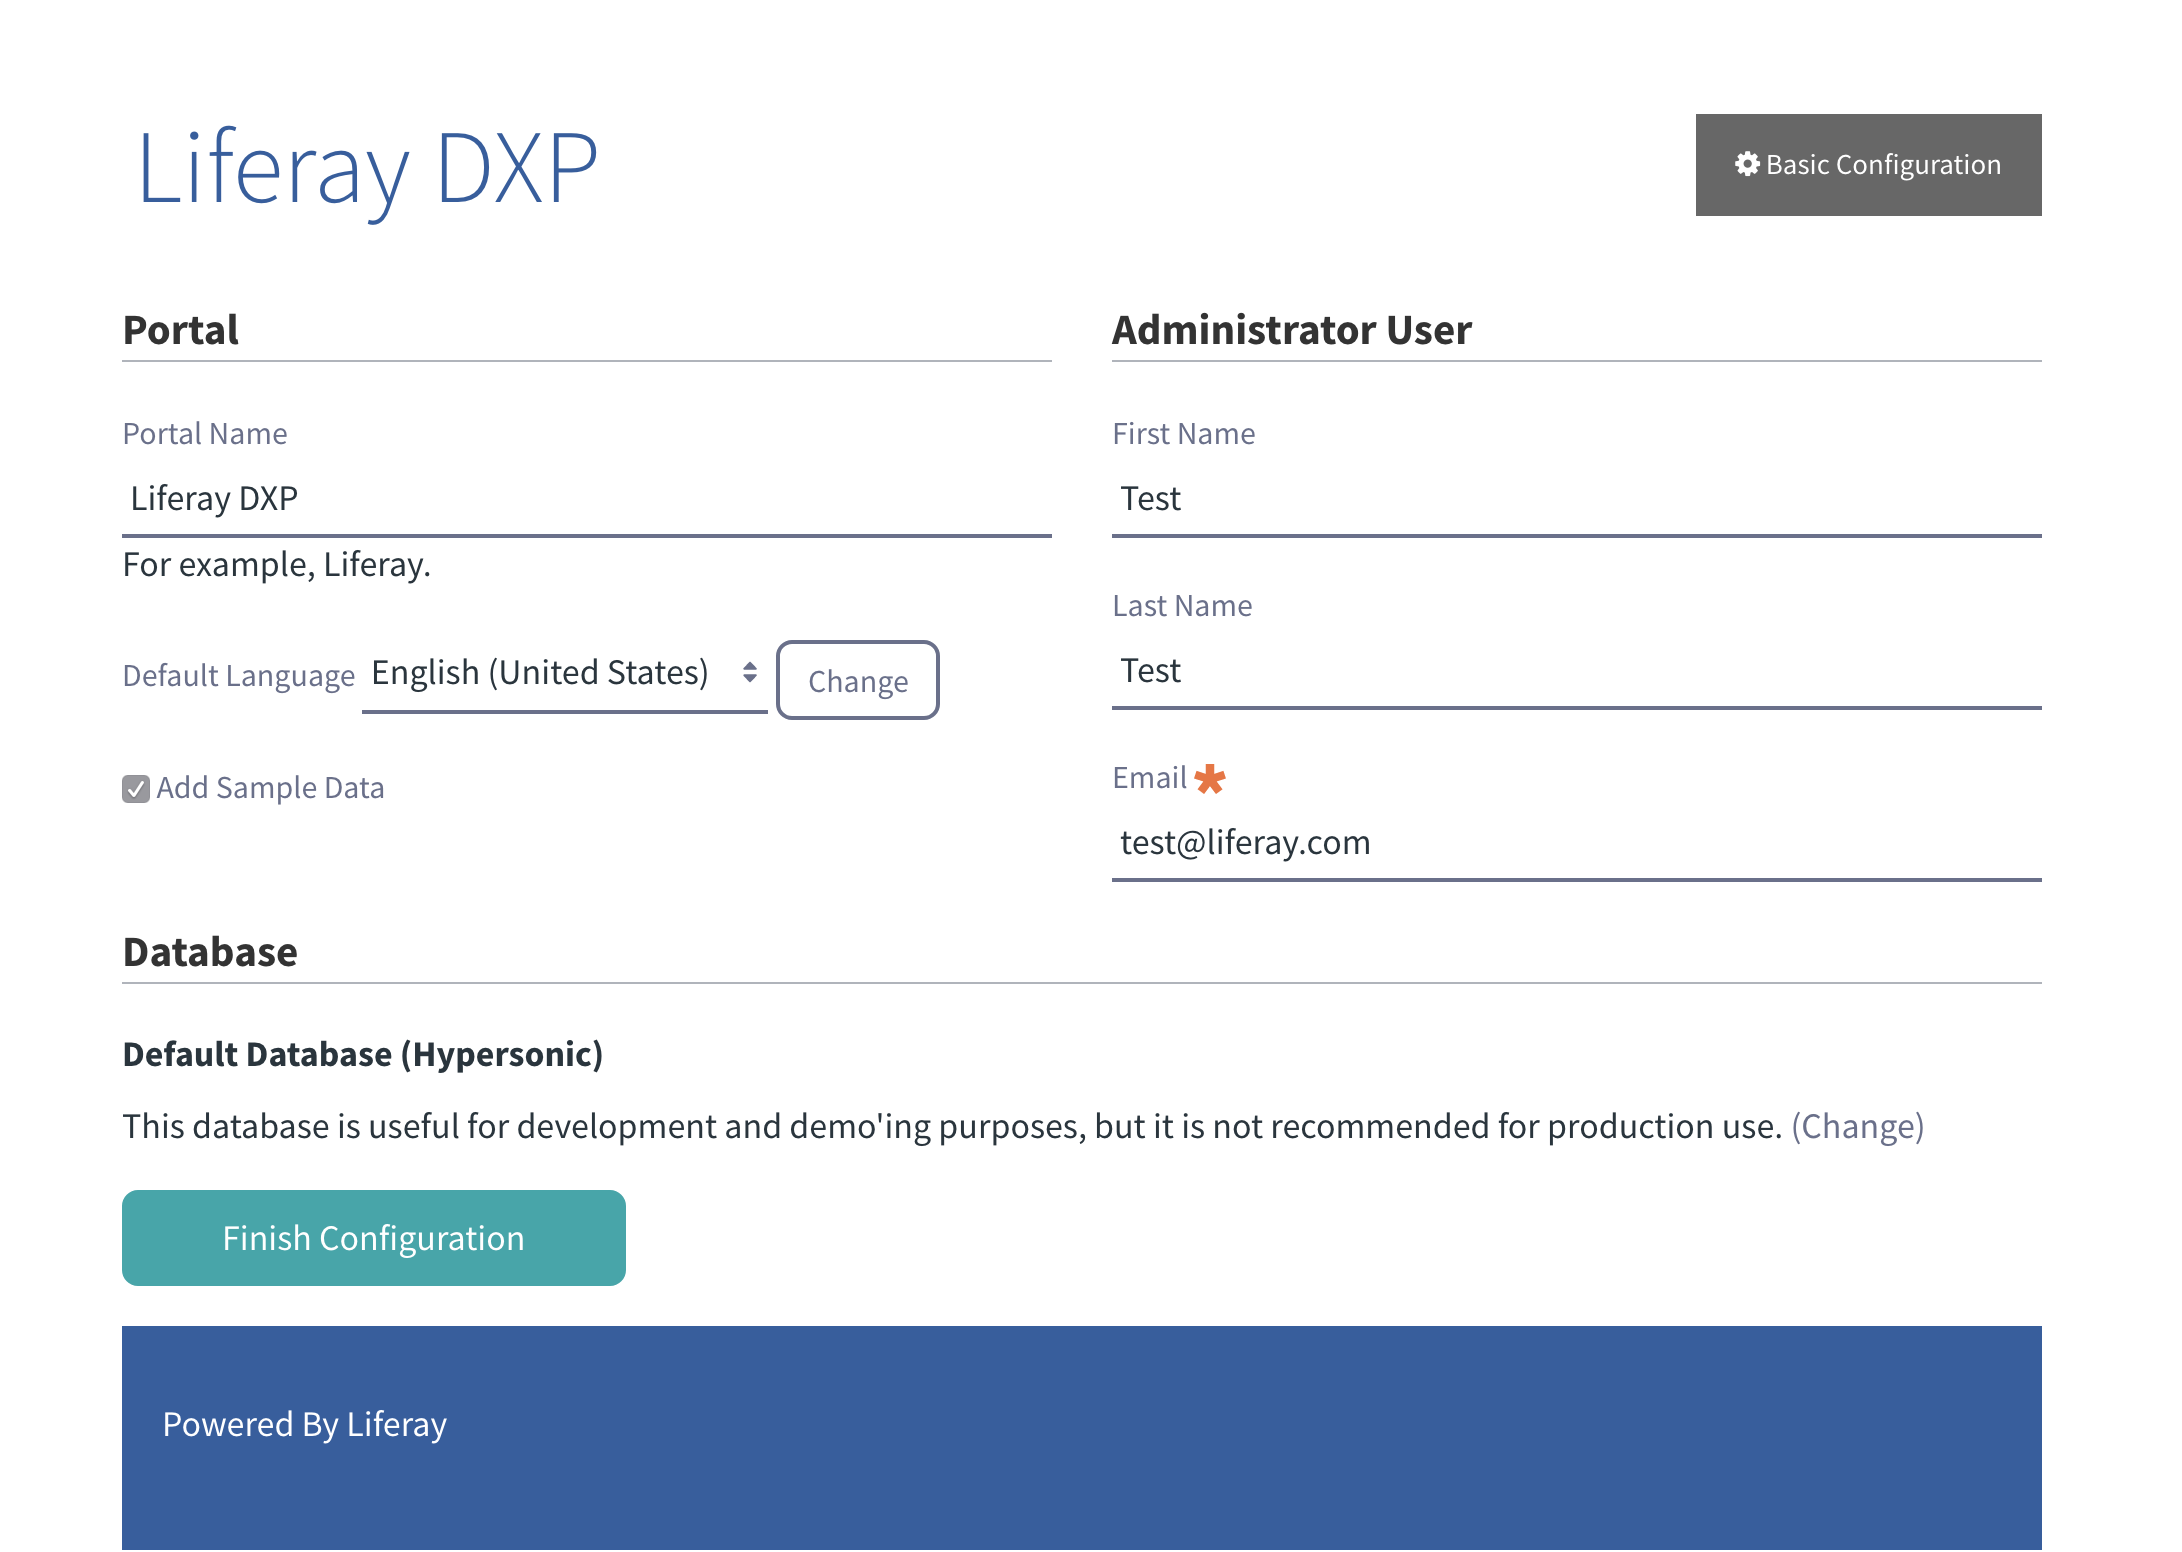 Liferay DXP
Basic Configuration
Portal
Portal Name
Liferay DXP
For example, Liferay.
Default Language English (United States) Change
Add Sample Data
Administrator User
First Name
Test
Last Name
Test
Email *
test@liferay.com
Database
Default Database (Hypersonic)
This database is useful for development and demo'ing purposes, but it is not recommended for production use. (Change)
Finish Configuration
Powered By Liferay